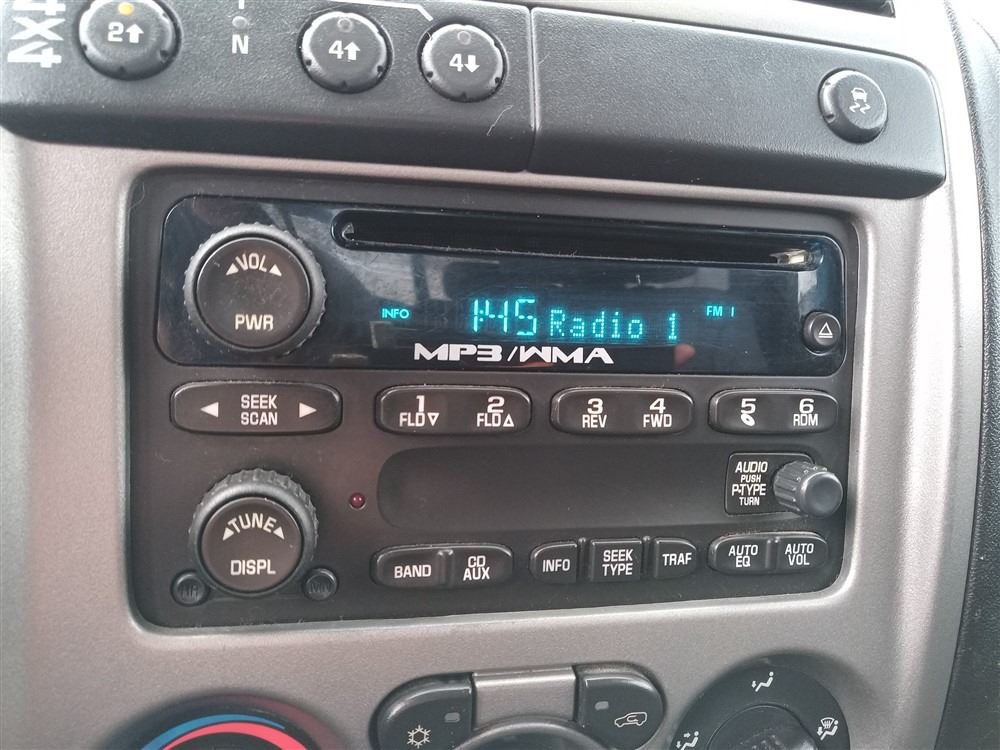 4X4
2↑
N
4↑
4↓
VOL
PWR
INFO
1:45 Radio 1
FM 1
MP3/WMA
SEEK
SCAN
1
FLD▽
2
FLD△
3
REV
4
FWD
5
6
RDM
AUDIO
PUSH
P-TYPE
TURN
TUNE
DISPL
HR
MN
BAND
CD
AUX
INFO
SEEK
TYPE
TRAF
AUTO
EQ
AUTO
VOL